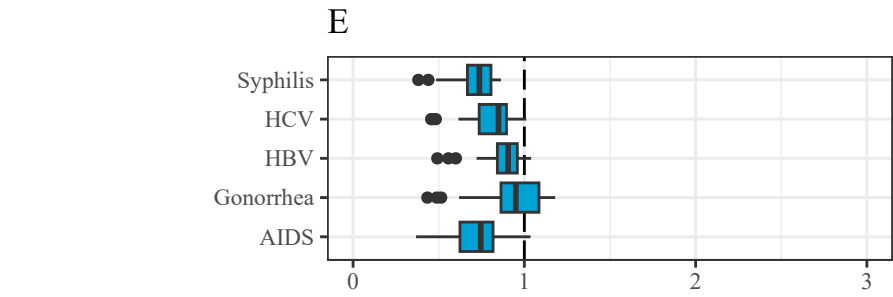 E
Syphilis
HCV
HBV
Gonorrhea
AIDS
0 1 2 3